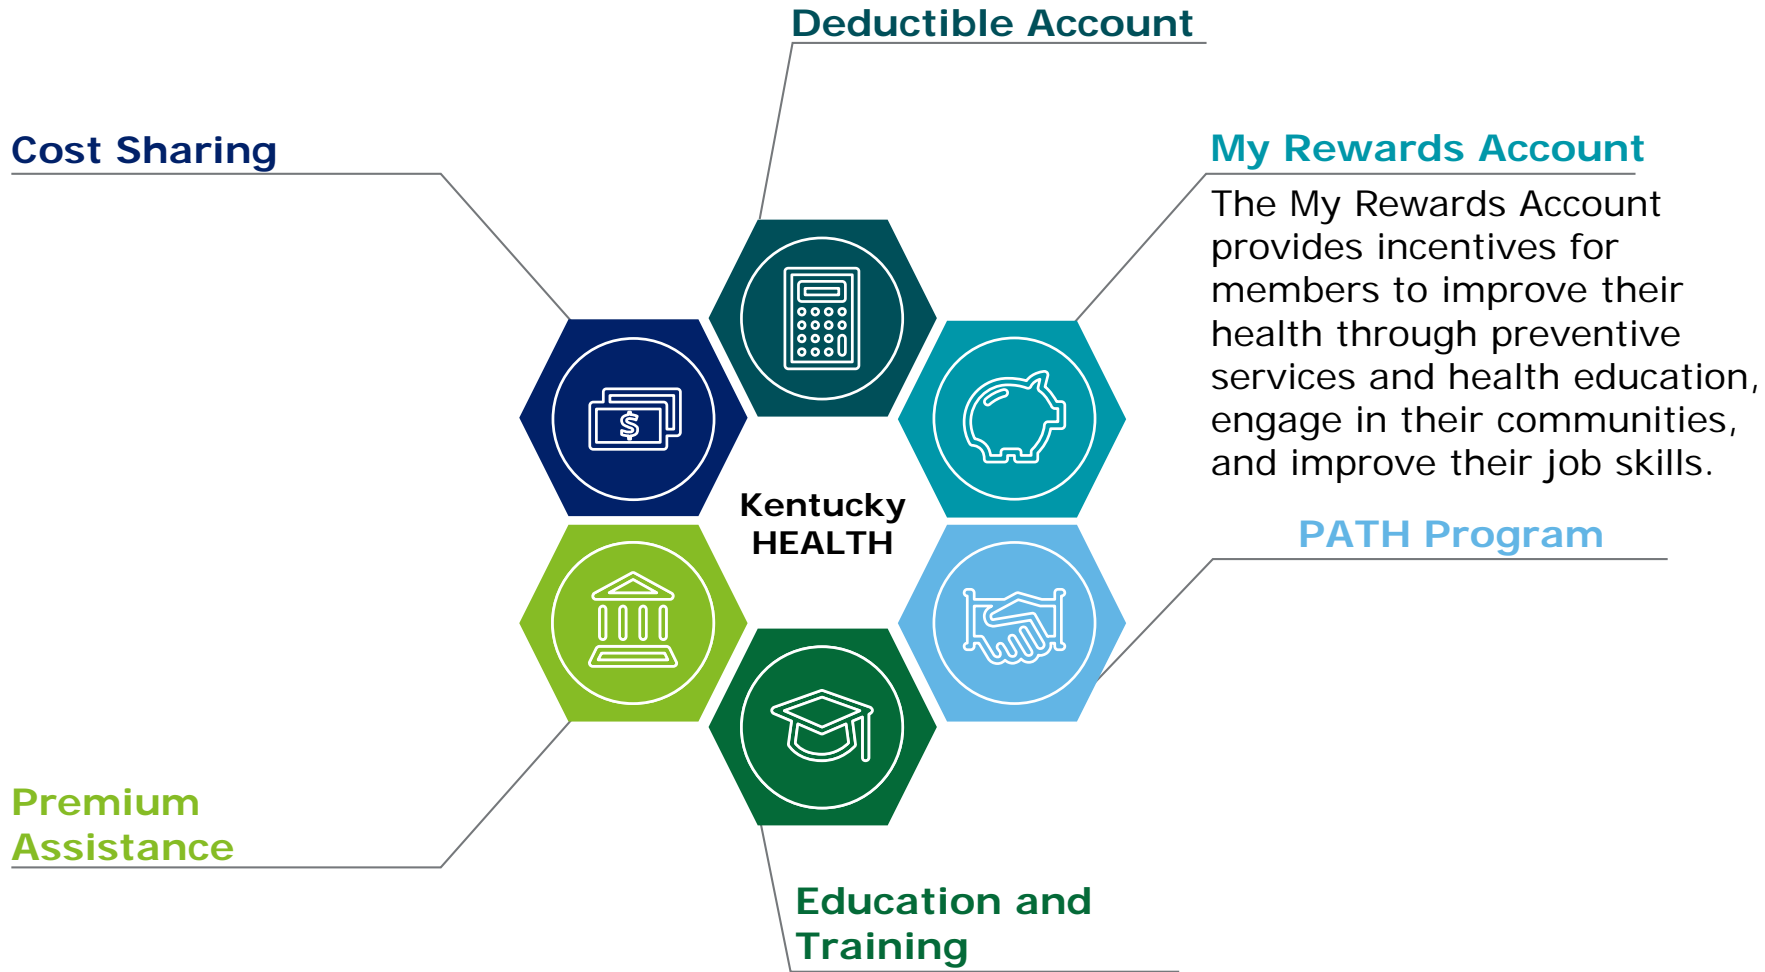 Deductible Account
Cost Sharing
My Rewards Account
The My Rewards Account
provides incentives for
members to improve their
health through preventive
services and health education,
engage in their communities,
and improve their job skills.
$
Kentucky
HEALTH
PATH Program
Premium
Assistance
Education and
Training